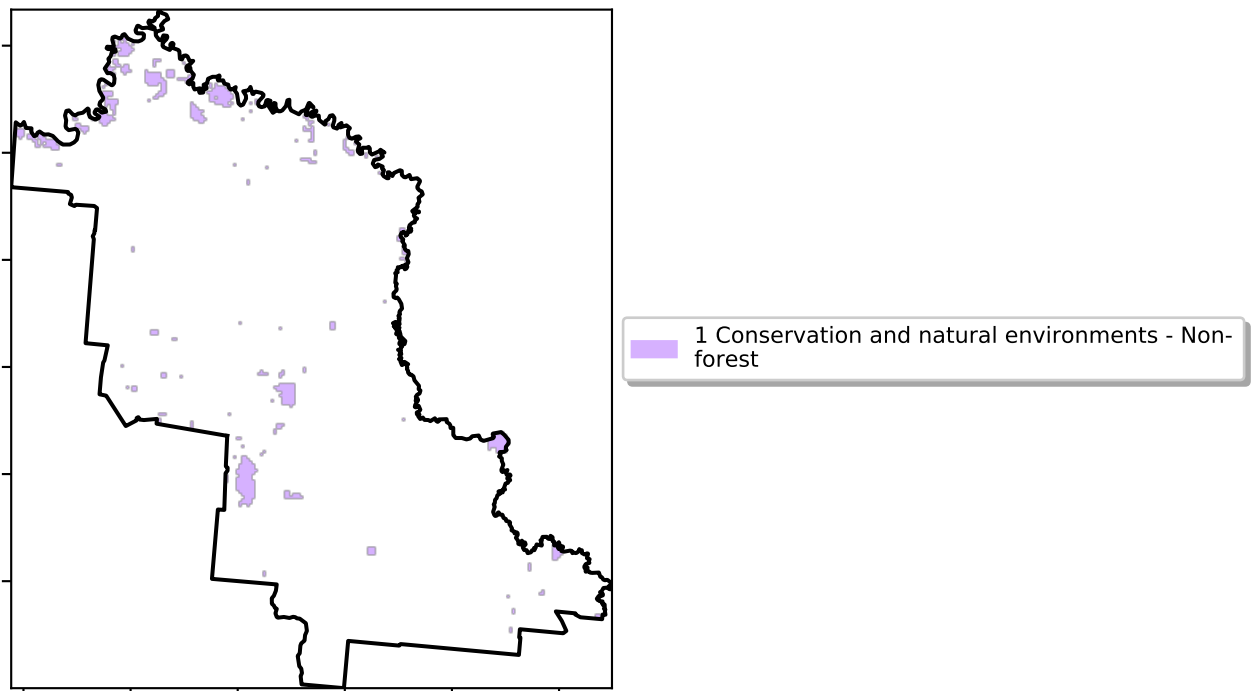 1 Conservation and natural environments - Non-
forest